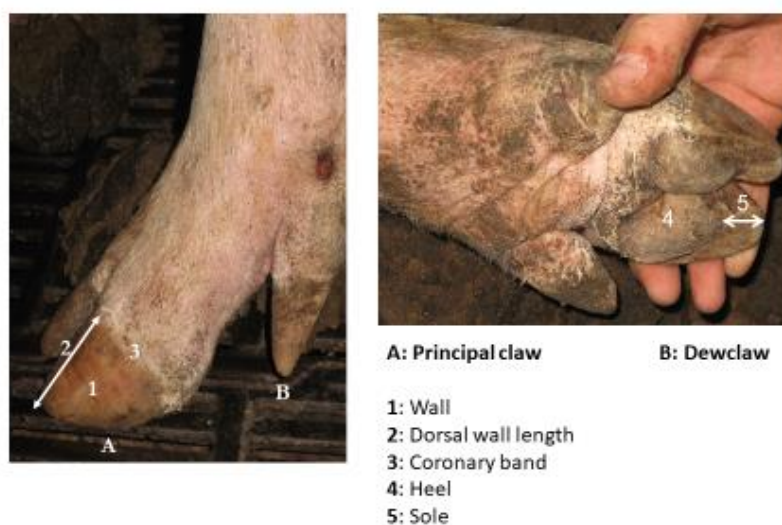 2
3
1
B
A
4
5
A: Principal claw B: Dewclaw
1: Wall
2: Dorsal wall length
3: Coronary band
4: Heel
5: Sole